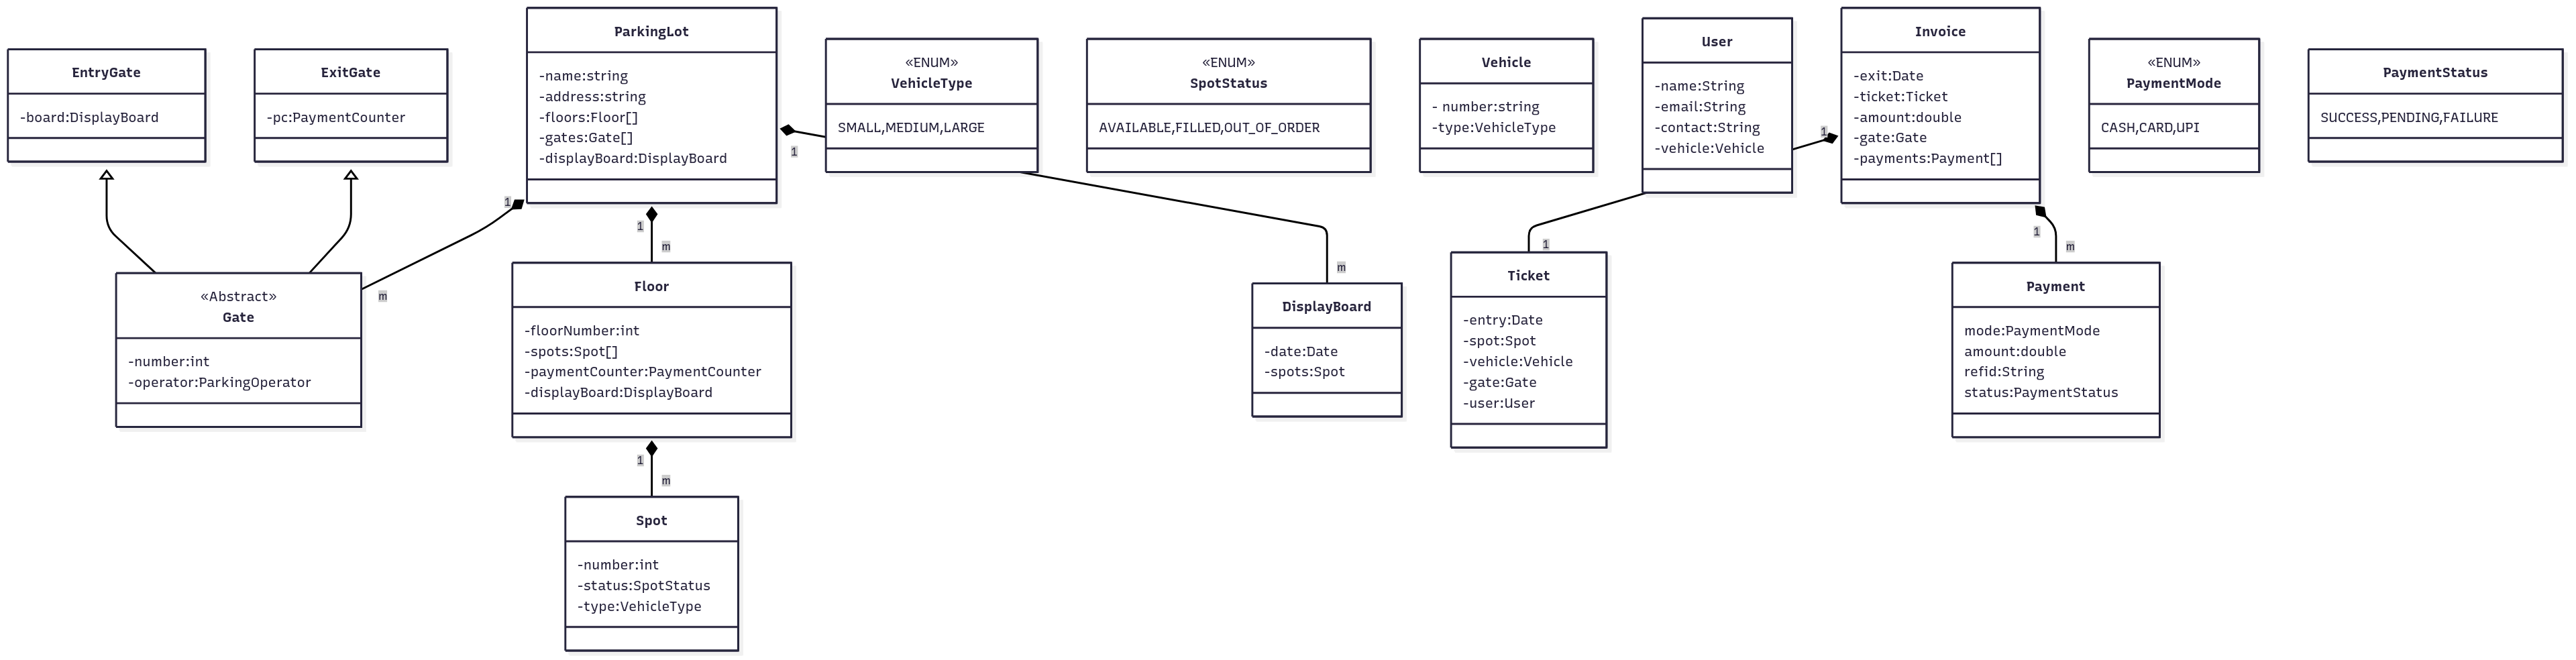 EntryGate
-board:DisplayBoard
ExitGate
-pc:PaymentCounter
ParkingLot
-name:string
-address:string
-floors:Floor[]
-gates:Gate[]
-displayBoard:DisplayBoard
«ENUM»
VehicleType
SMALL,MEDIUM,LARGE
«ENUM»
SpotStatus
AVAILABLE,FILLED,OUT_OF_ORDER
Vehicle
- number:string
-type:VehicleType
User
-name:String
-email:String
-contact:String
-vehicle:Vehicle
Invoice
-exit:Date
-ticket:Ticket
-amount:double
-gate:Gate
-payments:Payment[]
«ENUM»
PaymentMode
CASH,CARD,UPI
PaymentStatus
SUCCESS,PENDING,FAILURE
1
1
1
1
1
m
m
m
1
1
m
«Abstract»
Gate
-number:int
-operator:ParkingOperator
Floor
-floorNumber:int
-spots:Spot[]
-paymentCounter:PaymentCounter
-displayBoard:DisplayBoard
DisplayBoard
-date:Date
-spots:Spot
Ticket
-entry:Date
-spot:Spot
-vehicle:Vehicle
-gate:Gate
-user:User
Payment
mode:PaymentMode
amount:double
refid:String
status:PaymentStatus
m
Spot
-number:int
-status:SpotStatus
-type:VehicleType